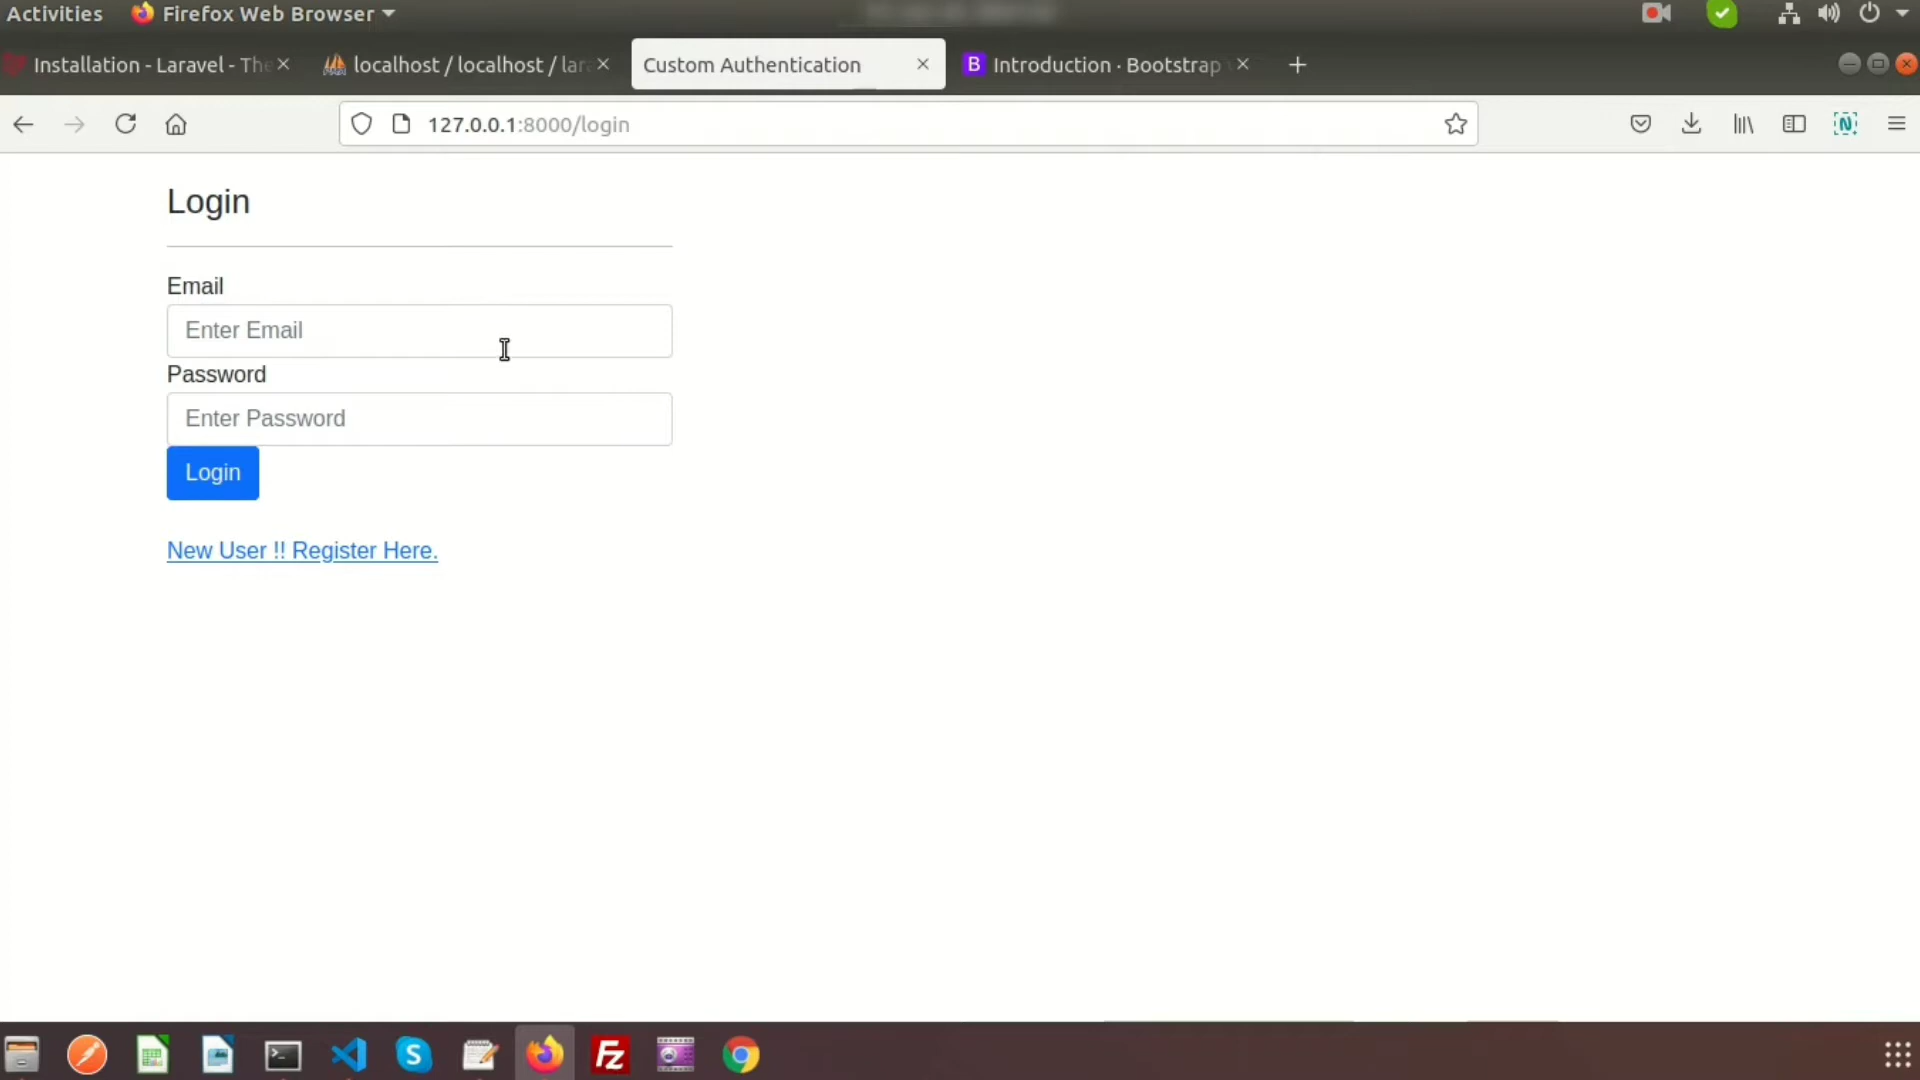 Activities Firefox Web Browser
Installation - Laravel - The localhost / localhost / lar Custom Authentication B Introduction · Bootstrap
127.0.0.1:8000/login
Login
Email
Enter Email
Password
Enter Password
Login
New User !! Register Here.